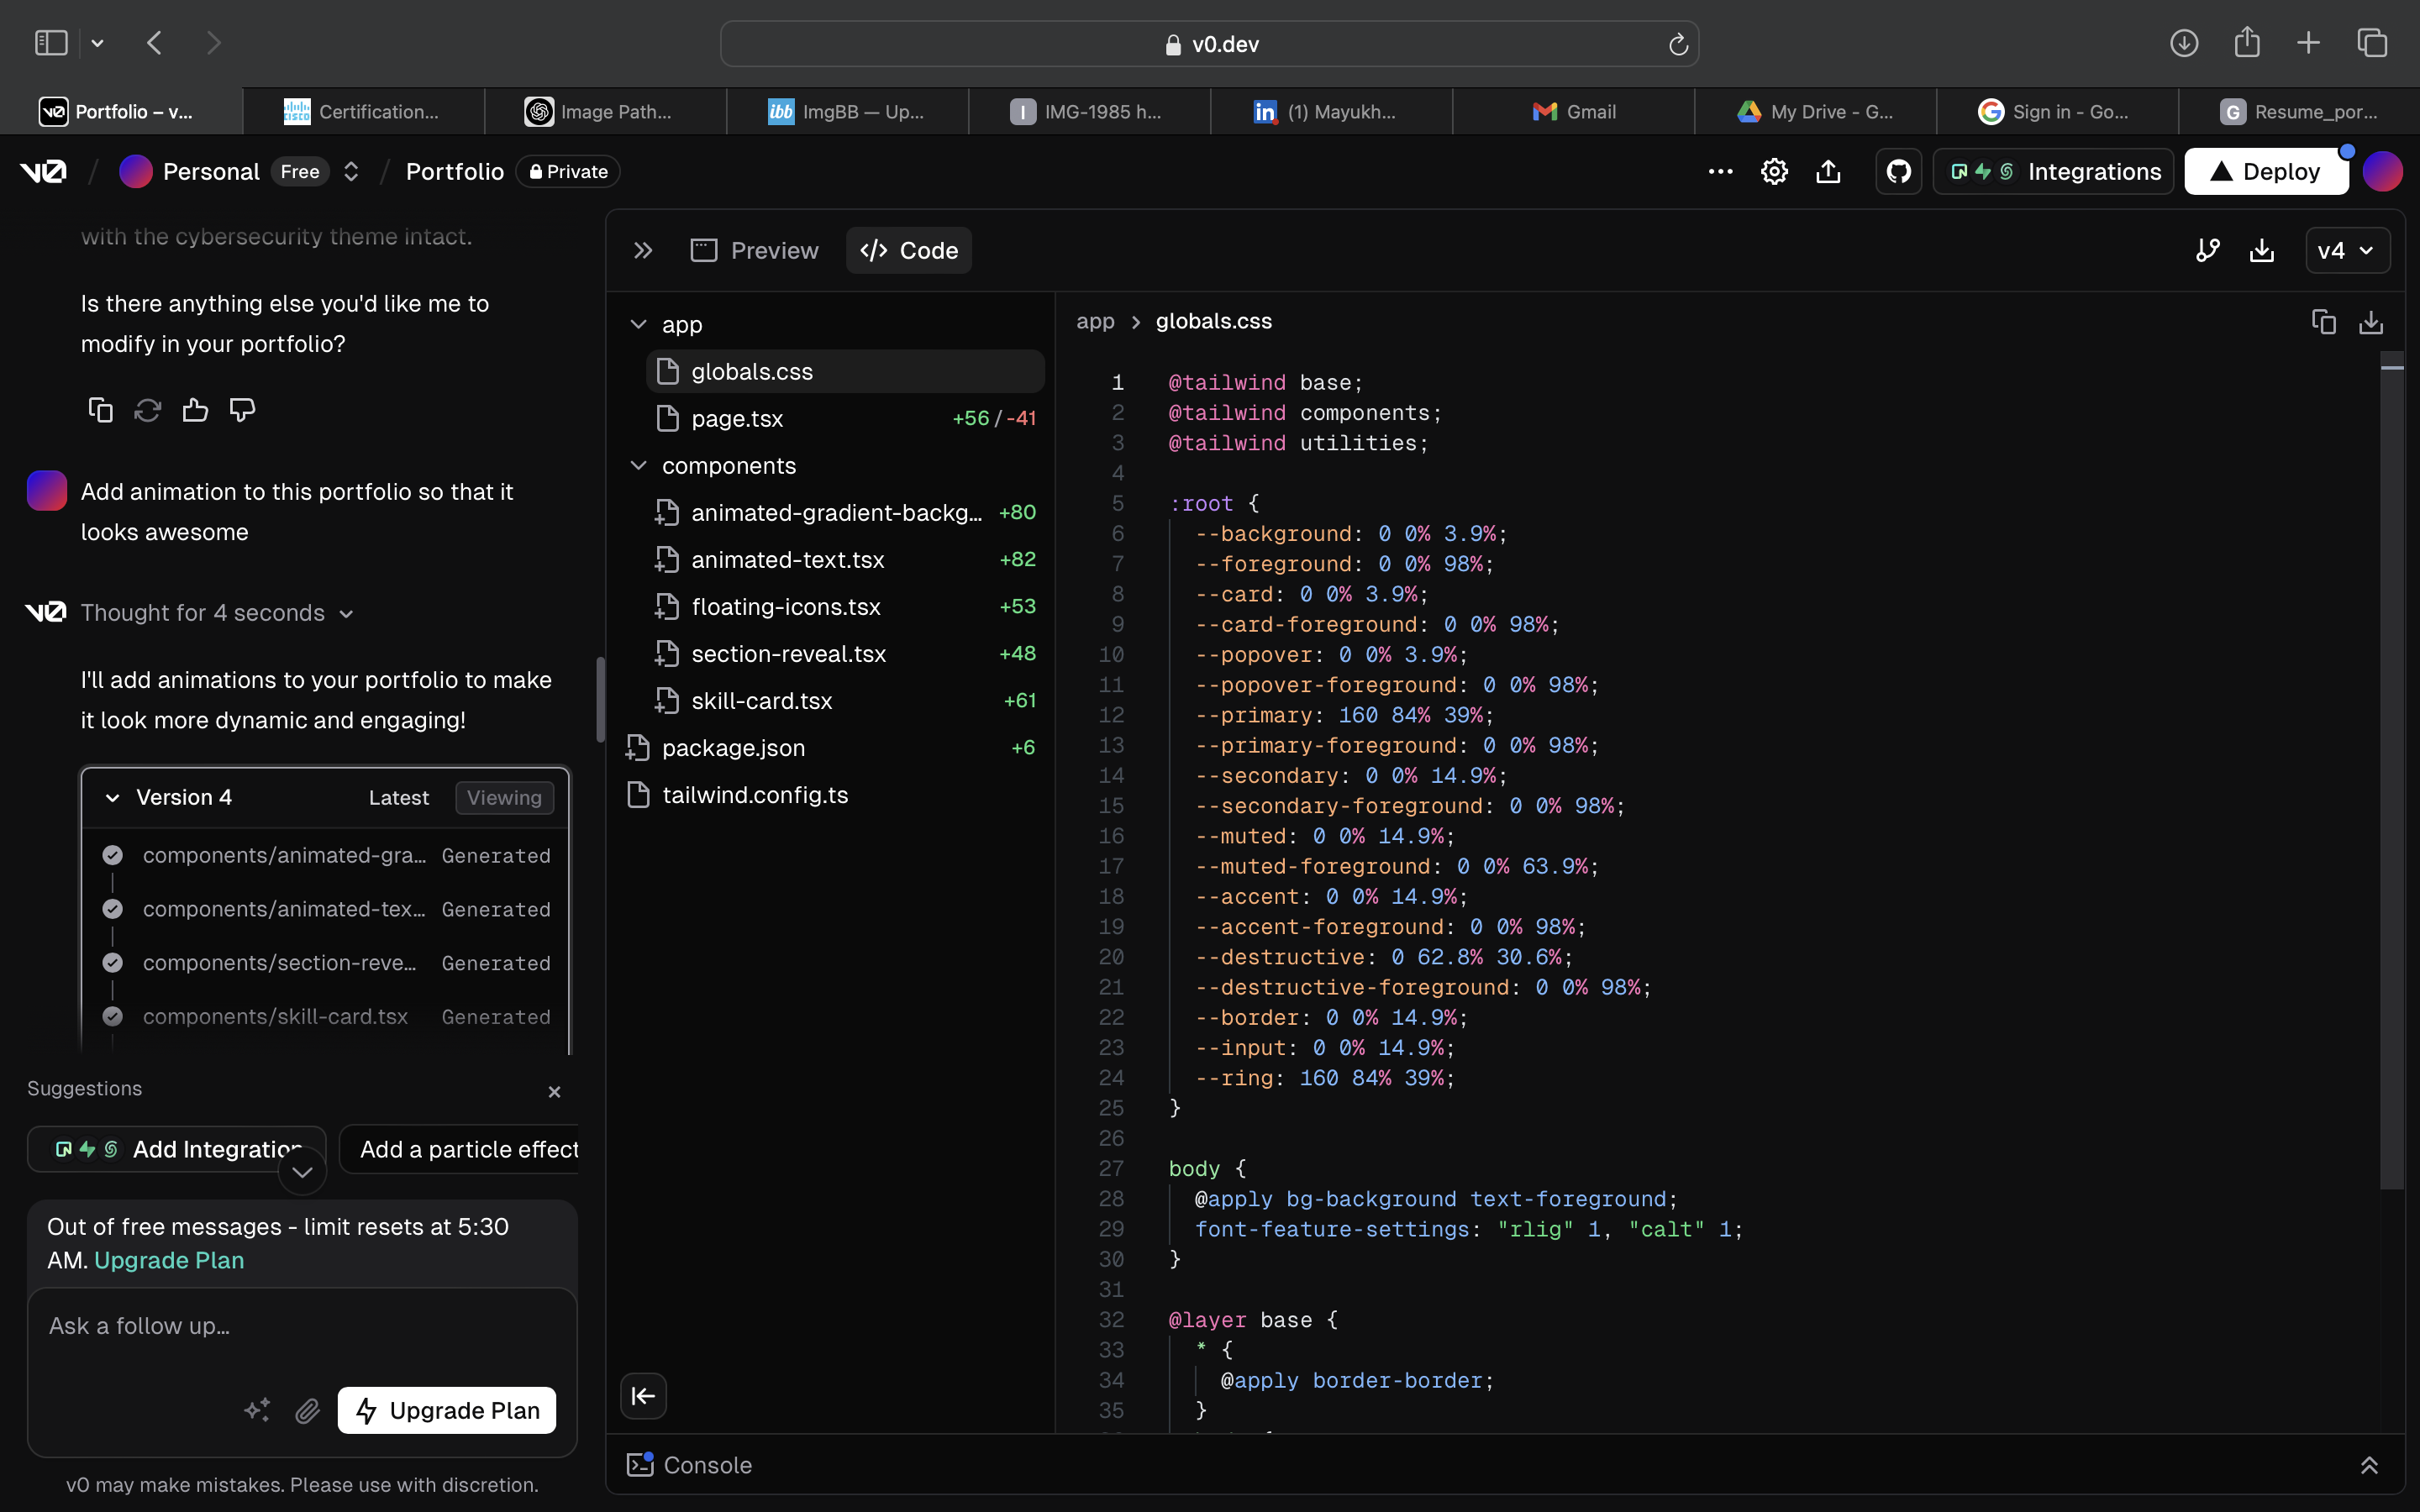 v0.dev
Portfolio – v...
Certification...
Image Path...
ibb ImgBB — Up...
I IMG-1985 h...
in (1) Mayukh...
Gmail
My Drive - G...
Sign in - Go...
G Resume_por...
v0 / Personal Free / Portfolio Private
Integrations
Deploy
with the cybersecurity theme intact.
Is there anything else you'd like me to
modify in your portfolio?
Add animation to this portfolio so that it
looks awesome
v0 Thought for 4 seconds
I'll add animations to your portfolio to make
it look more dynamic and engaging!
Version 4 Latest Viewing
components/animated-gra... Generated
components/animated-tex... Generated
components/section-reve... Generated
components/skill-card.tsx Generated
Suggestions
Add Integration
Add a particle effect
Out of free messages - limit resets at 5:30
AM. Upgrade Plan
Ask a follow up...
Upgrade Plan
v0 may make mistakes. Please use with discretion.
Preview
Code
v4
app
globals.css
page.tsx +56 / -41
components
animated-gradient-backg... +80
animated-text.tsx +82
floating-icons.tsx +53
section-reveal.tsx +48
skill-card.tsx +61
package.json +6
tailwind.config.ts
app > globals.css
1 @tailwind base;
2 @tailwind components;
3 @tailwind utilities;
4
5 :root {
6 --background: 0 0% 3.9%;
7 --foreground: 0 0% 98%;
8 --card: 0 0% 3.9%;
9 --card-foreground: 0 0% 98%;
10 --popover: 0 0% 3.9%;
11 --popover-foreground: 0 0% 98%;
12 --primary: 160 84% 39%;
13 --primary-foreground: 0 0% 98%;
14 --secondary: 0 0% 14.9%;
15 --secondary-foreground: 0 0% 98%;
16 --muted: 0 0% 14.9%;
17 --muted-foreground: 0 0% 63.9%;
18 --accent: 0 0% 14.9%;
19 --accent-foreground: 0 0% 98%;
20 --destructive: 0 62.8% 30.6%;
21 --destructive-foreground: 0 0% 98%;
22 --border: 0 0% 14.9%;
23 --input: 0 0% 14.9%;
24 --ring: 160 84% 39%;
25 }
26
27 body {
28 @apply bg-background text-foreground;
29 font-feature-settings: "rlig" 1, "calt" 1;
30 }
31
32 @layer base {
33 * {
34 @apply border-border;
35 }
Console